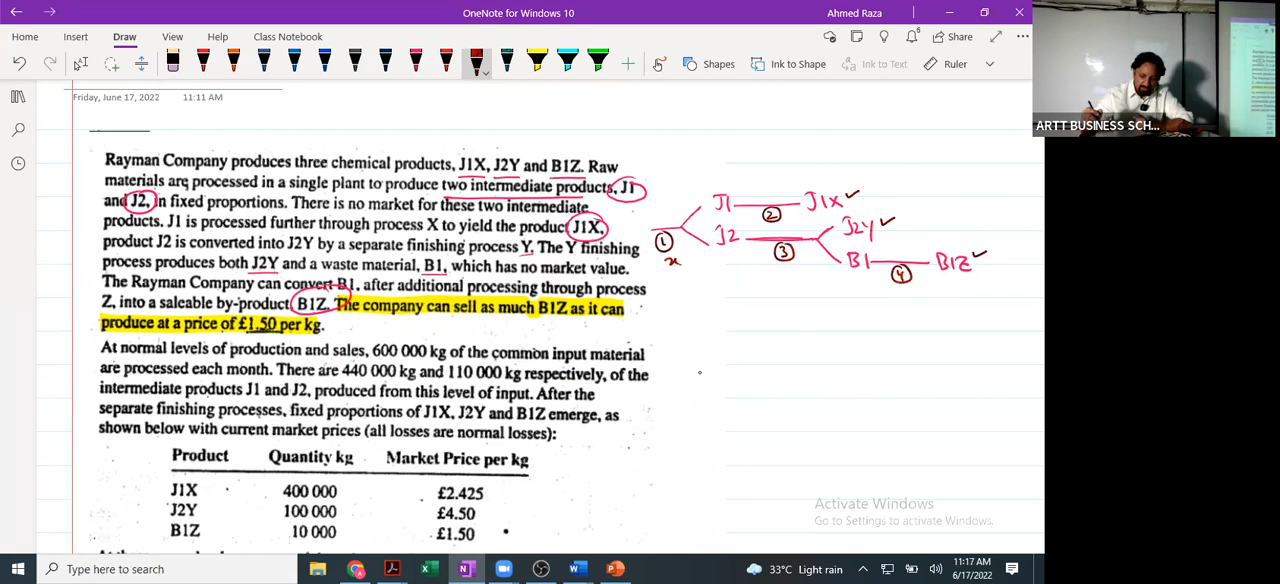 OneNote for Windows 10
Ahmed Raza
Home Insert Draw View Help Class Notebook
Share
Shapes Ink to Shape Ink to Text Ruler
Friday, June 17, 2022 11:11 AM
ARTT BUSINESS SCH...
Rayman Company produces three chemical products, J1X, J2Y and B1Z. Raw
materials are processed in a single plant to produce two intermediate products, J1
and J2, in fixed proportions. There is no market for these two intermediate
products. J1 is processed further through process X to yield the product J1X,
product J2 is converted into J2Y by a separate finishing process Y. The Y finishing
process produces both J2Y and a waste material, B1, which has no market value.
The Rayman Company can convert B1, after additional processing through process
Z, into a saleable by-product B1Z. The company can sell as much B1Z as it can
produce at a price of £1.50 per kg.
At normal levels of production and sales, 600 000 kg of the common input material
are processed each month. There are 440 000 kg and 110 000 kg respectively, of the
intermediate products J1 and J2, produced from this level of input. After the
separate finishing processes, fixed proportions of J1X, J2Y and B1Z emerge, as
shown below with current market prices (all losses are normal losses):
Product Quantity kg Market Price per kg
J1X 400 000 £2.425
J2Y 100 000 £4.50
B1Z 10 000 £1.50
J1 2 J1X
1 J2 3 J2Y
x B1 4 B1Z
Activate Windows
Go to Settings to activate Windows.
Type here to search
33°C Light rain
11:17 AM
6/17/2022